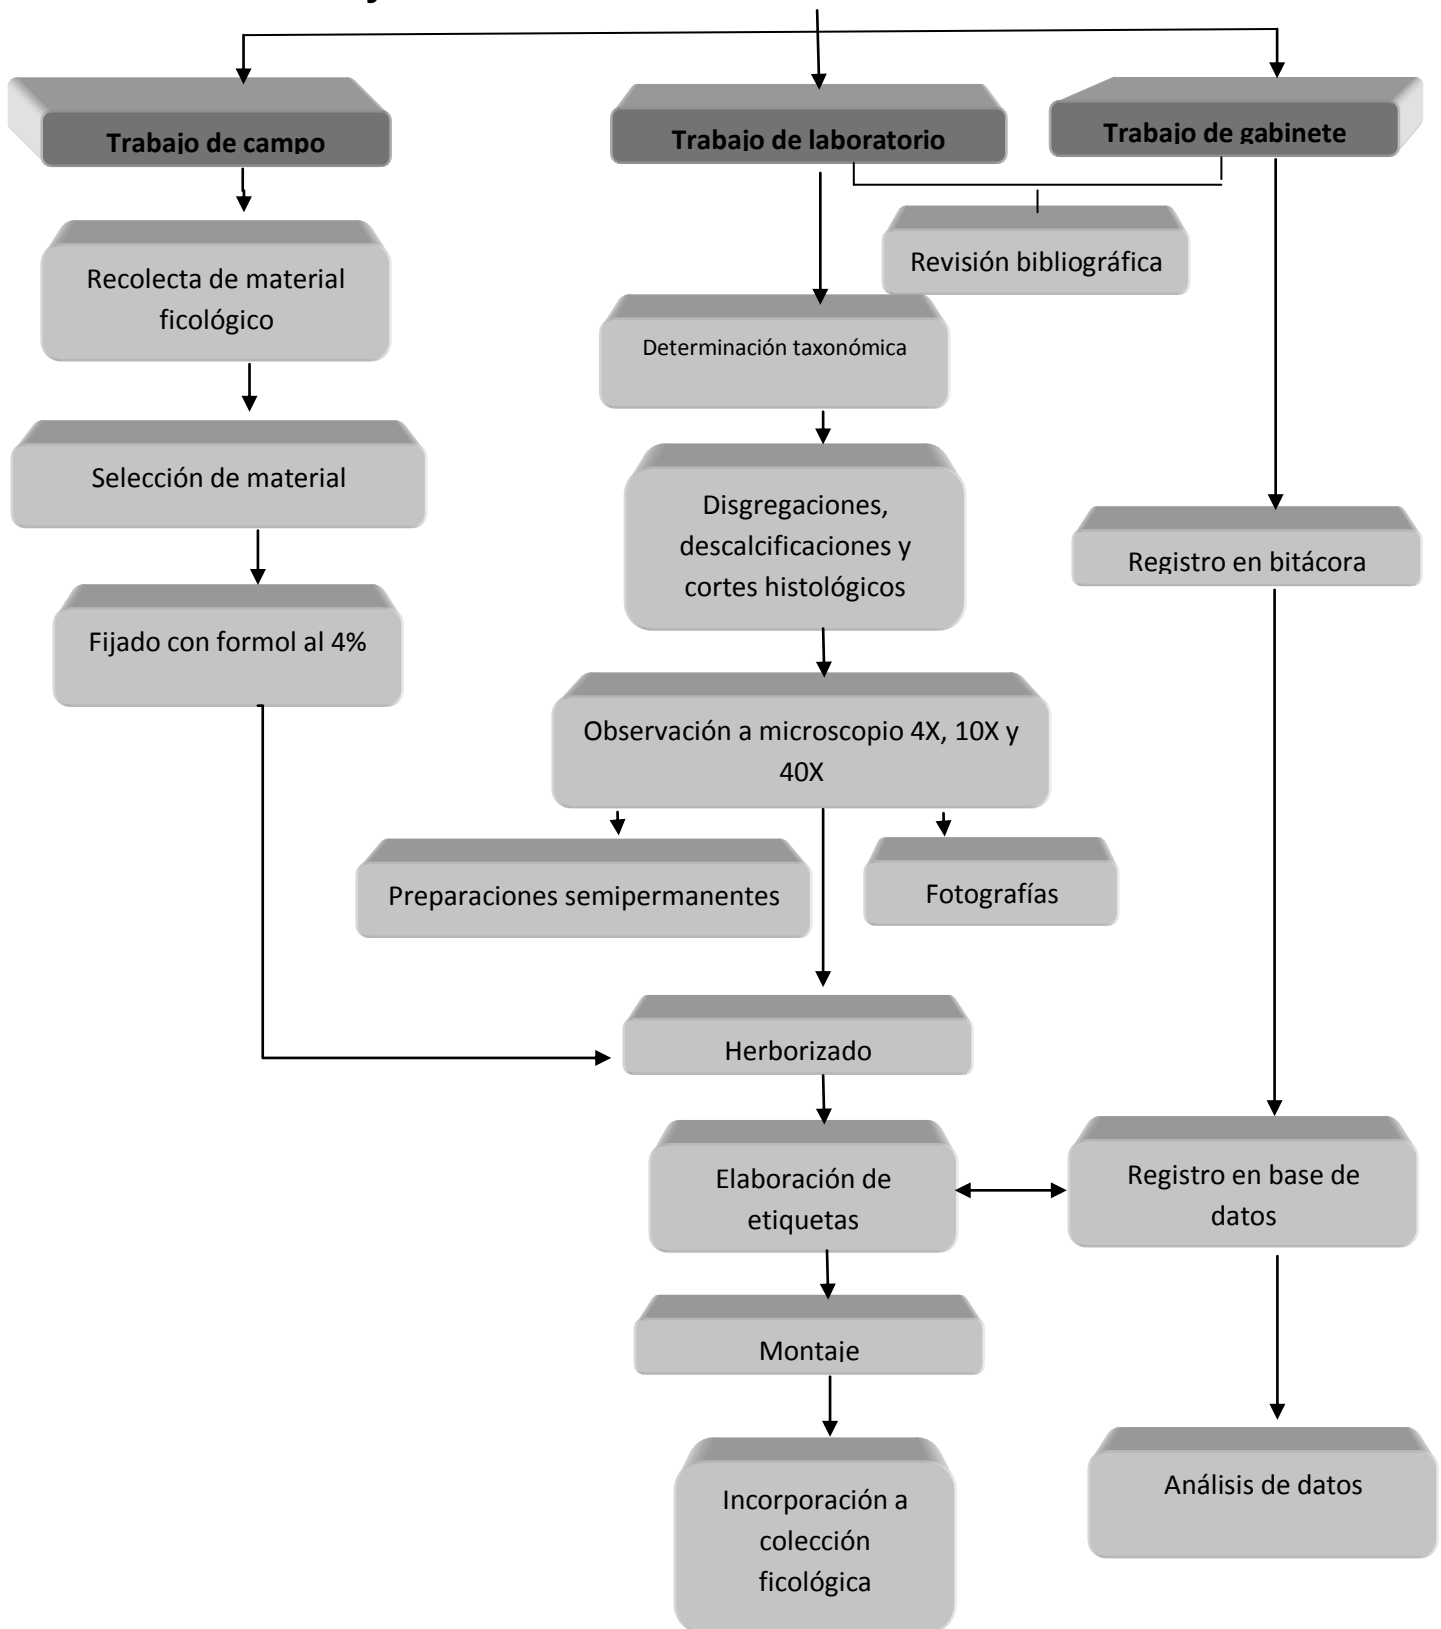 Trabajo de campo
Trabajo de laboratorio
Trabajo de gabinete
Revisión bibliográfica
Recolecta de material
ficológico
Determinación taxonómica
Selección de material
Disgregaciones,
descalcificaciones y
cortes histológicos
Registro en bitácora
Fijado con formol al 4%
Observación a microscopio 4X, 10X y
40X
Preparaciones semipermanentes
Fotografías
Herborizado
Elaboración de
etiquetas
Registro en base de
datos
Montaje
Análisis de datos
Incorporación a
colección
ficológica